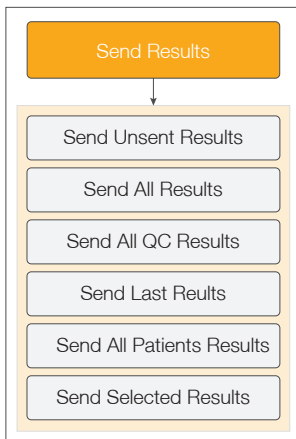 Send Results
Send Unsent Results
Send All Results
Send All QC Results
Send Last Reults
Send All Patients Results
Send Selected Results